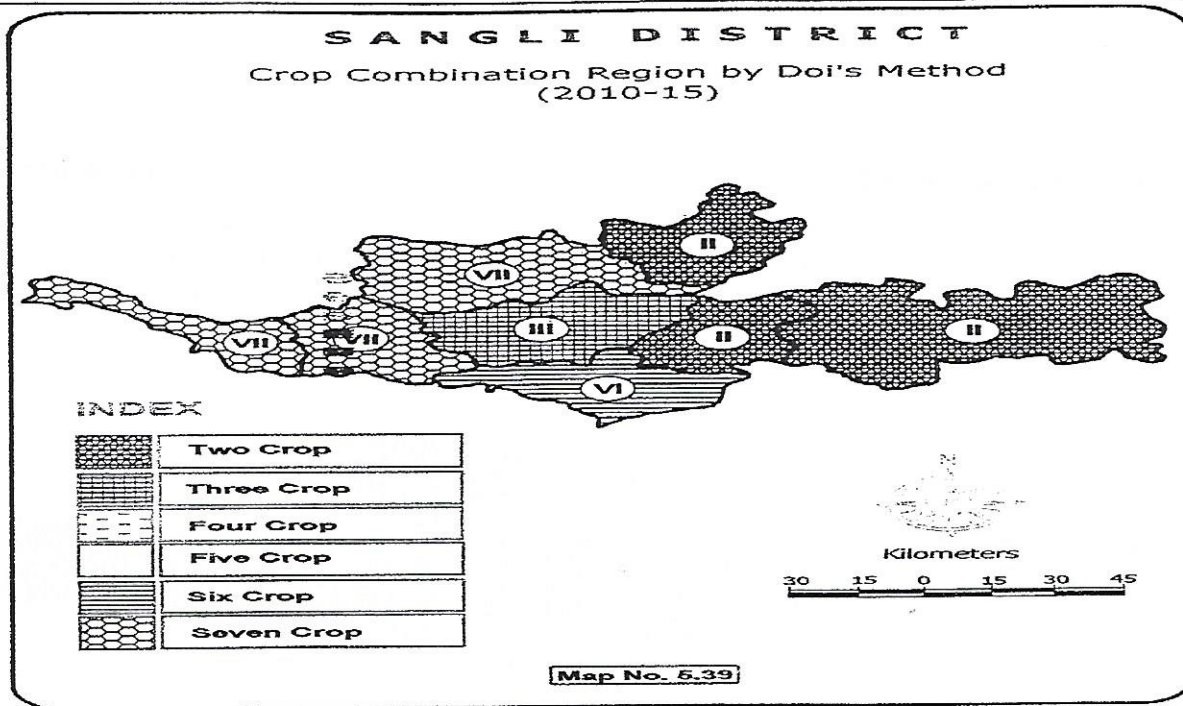 SANGLI DISTRICT
Crop Combination Region by Doi's Method
(2010-15)
II
VII
III
II
II
VII
VII
VI
INDEX
Two Crop
Three Crop
Four Crop
Five Crop
Six Crop
Seven Crop
N
Kilometers
30 15 0 15 30 45
Map No. 5.39